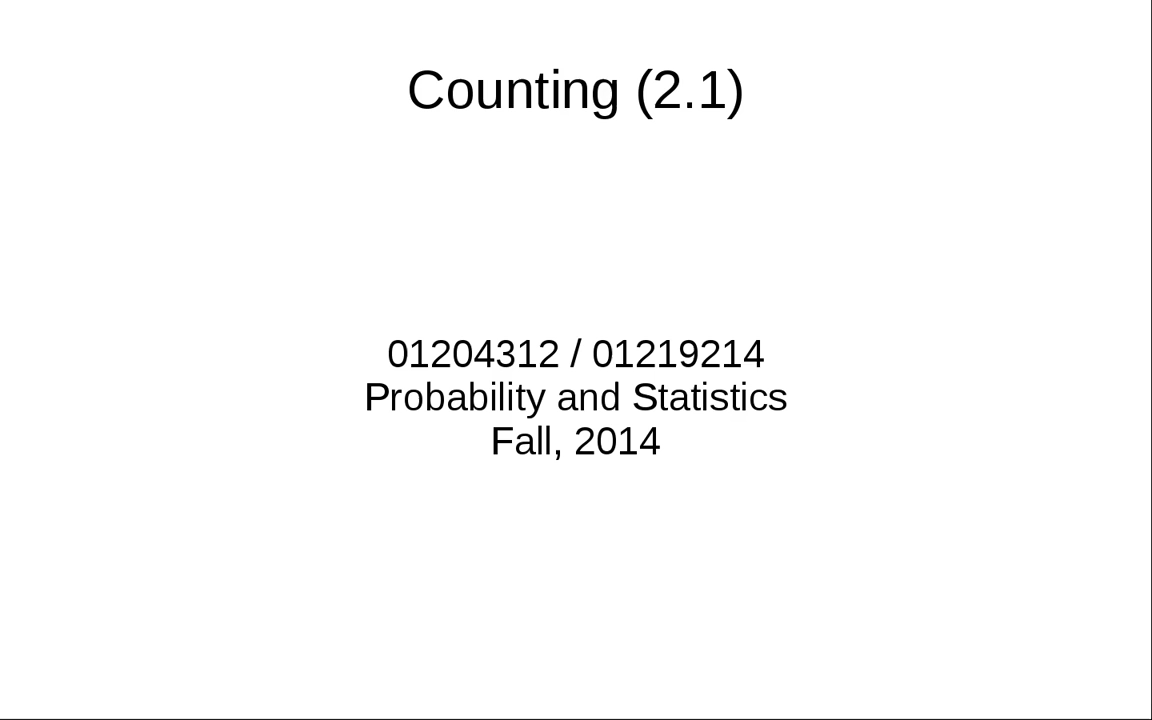 Counting (2.1)
01204312 / 01219214
Probability and Statistics
Fall, 2014